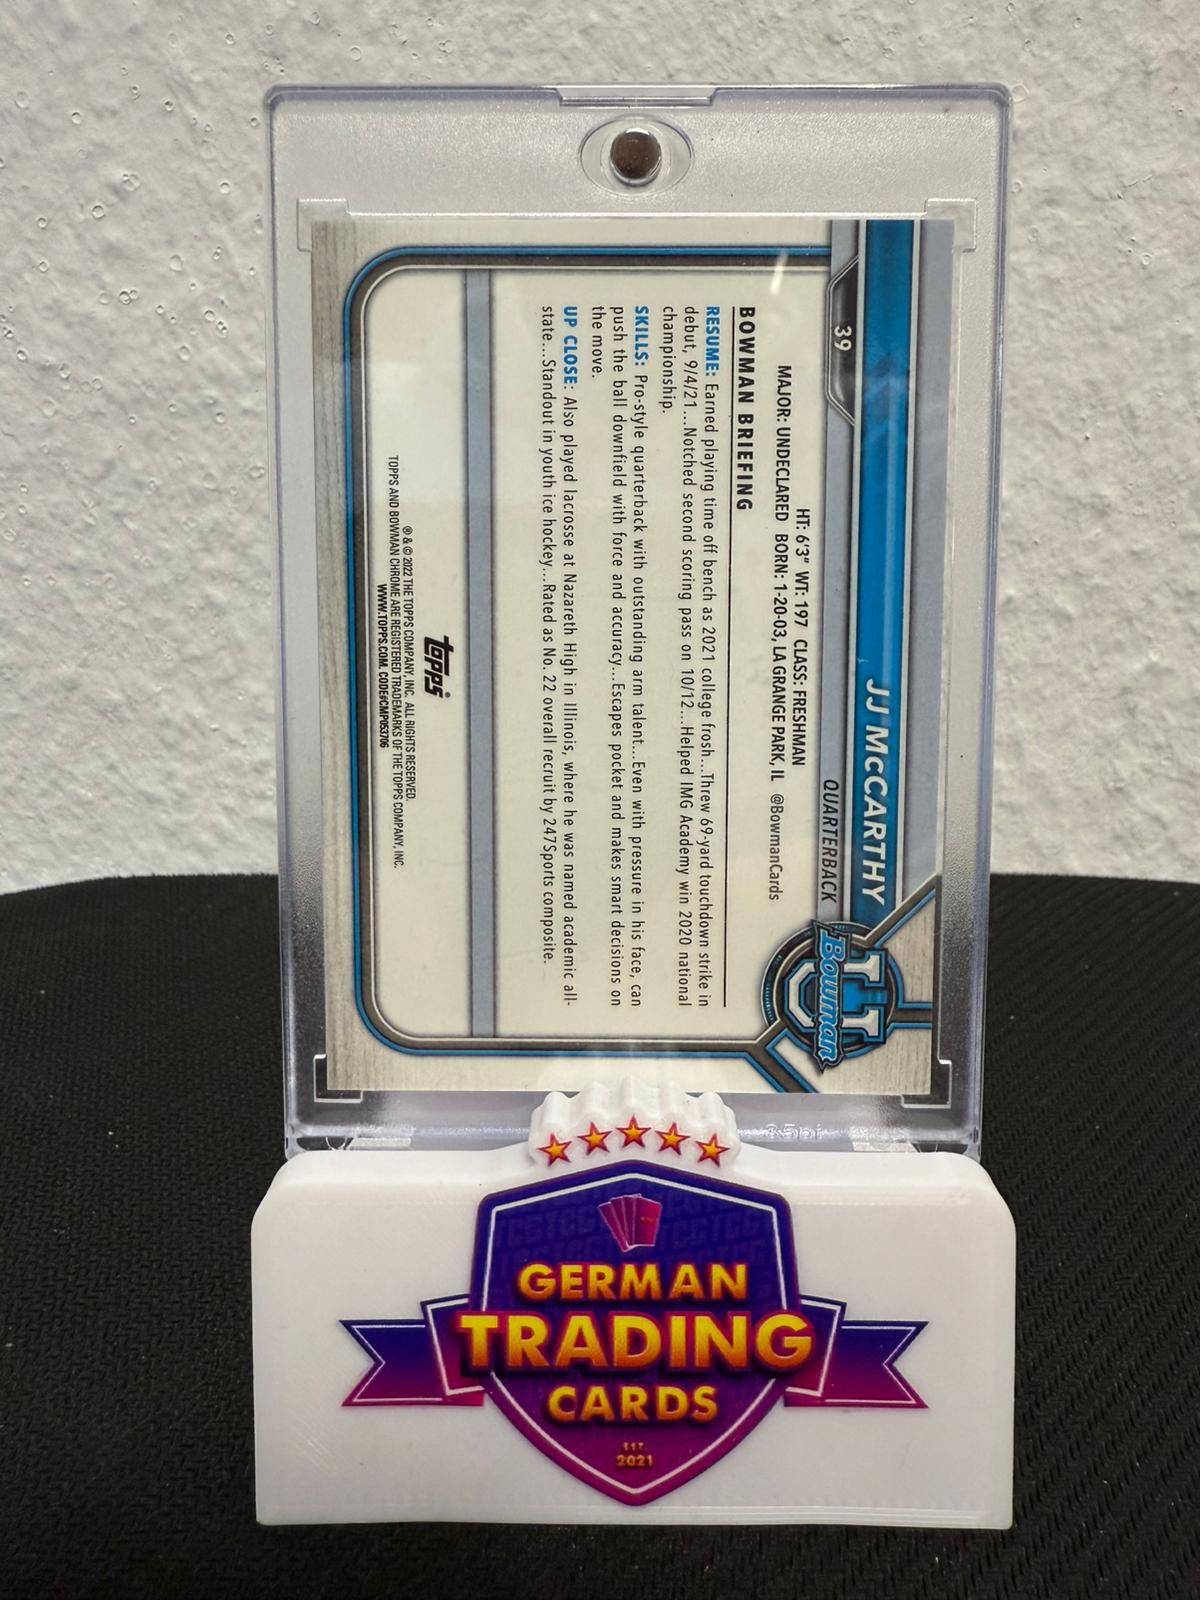 39
JJ McCARTHY
QUARTERBACK
Bowman
U
HT: 6'3" WT: 197 CLASS: FRESHMAN
MAJOR: UNDECLARED BORN: 1-20-03, LA GRANGE PARK, IL @BowmanCards
BOWMAN BRIEFING
RESUME: Earned playing time off bench as 2021 college frosh...Threw 69-yard touchdown strike in
debut, 9/4/21...Notched second scoring pass on 10/12...Helped IMG Academy win 2020 national
championship.
SKILLS: Pro-style quarterback with outstanding arm talent...Even with pressure in his face, can
push the ball downfield with force and accuracy...Escapes pocket and makes smart decisions on
the move.
UP CLOSE: Also played lacrosse at Nazareth High in Illinois, where he was named academic all-
state...Standout in youth ice hockey...Rated as No. 22 overall recruit by 247Sports composite.
topps
® & © 2022 THE TOPPS COMPANY, INC. ALL RIGHTS RESERVED.
TOPPS AND BOWMAN CHROME ARE REGISTERED TRADEMARKS OF THE TOPPS COMPANY, INC.
WWW.TOPPS.COM. CODE#CMP053706
35pt
GERMAN
TRADING
CARDS
EST.
2021